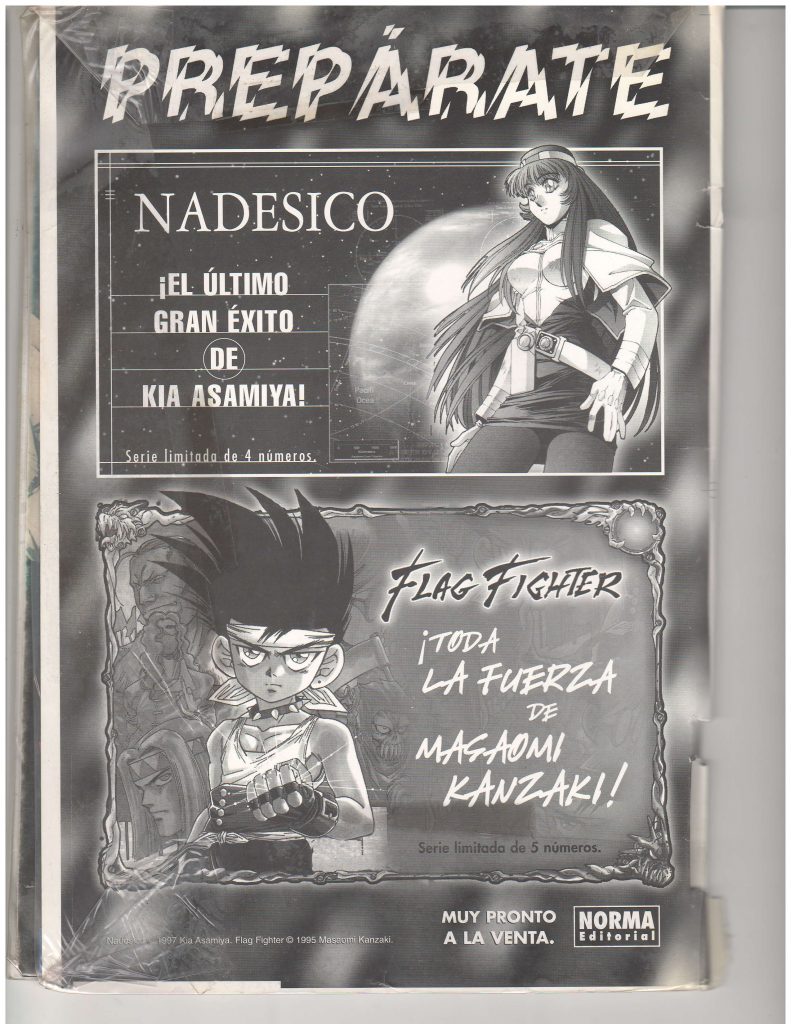 PREPÁRATE
NADESICO
¡EL ÚLTIMO
GRAN ÉXITO
DE
KIA ASAMIYA!
Pacifi
Ocea
Serie limitada de 4 números.
FLAG FIGHTER
¡TODA
LA FUERZA
DE
MASAOMI
KANZAKI!
Serie limitada de 5 números.
MUY PRONTO
A LA VENTA.
NORMA
Editorial
1997 Kia Asamiya. Flag Fighter © 1995 Masaomi Kanzaki.